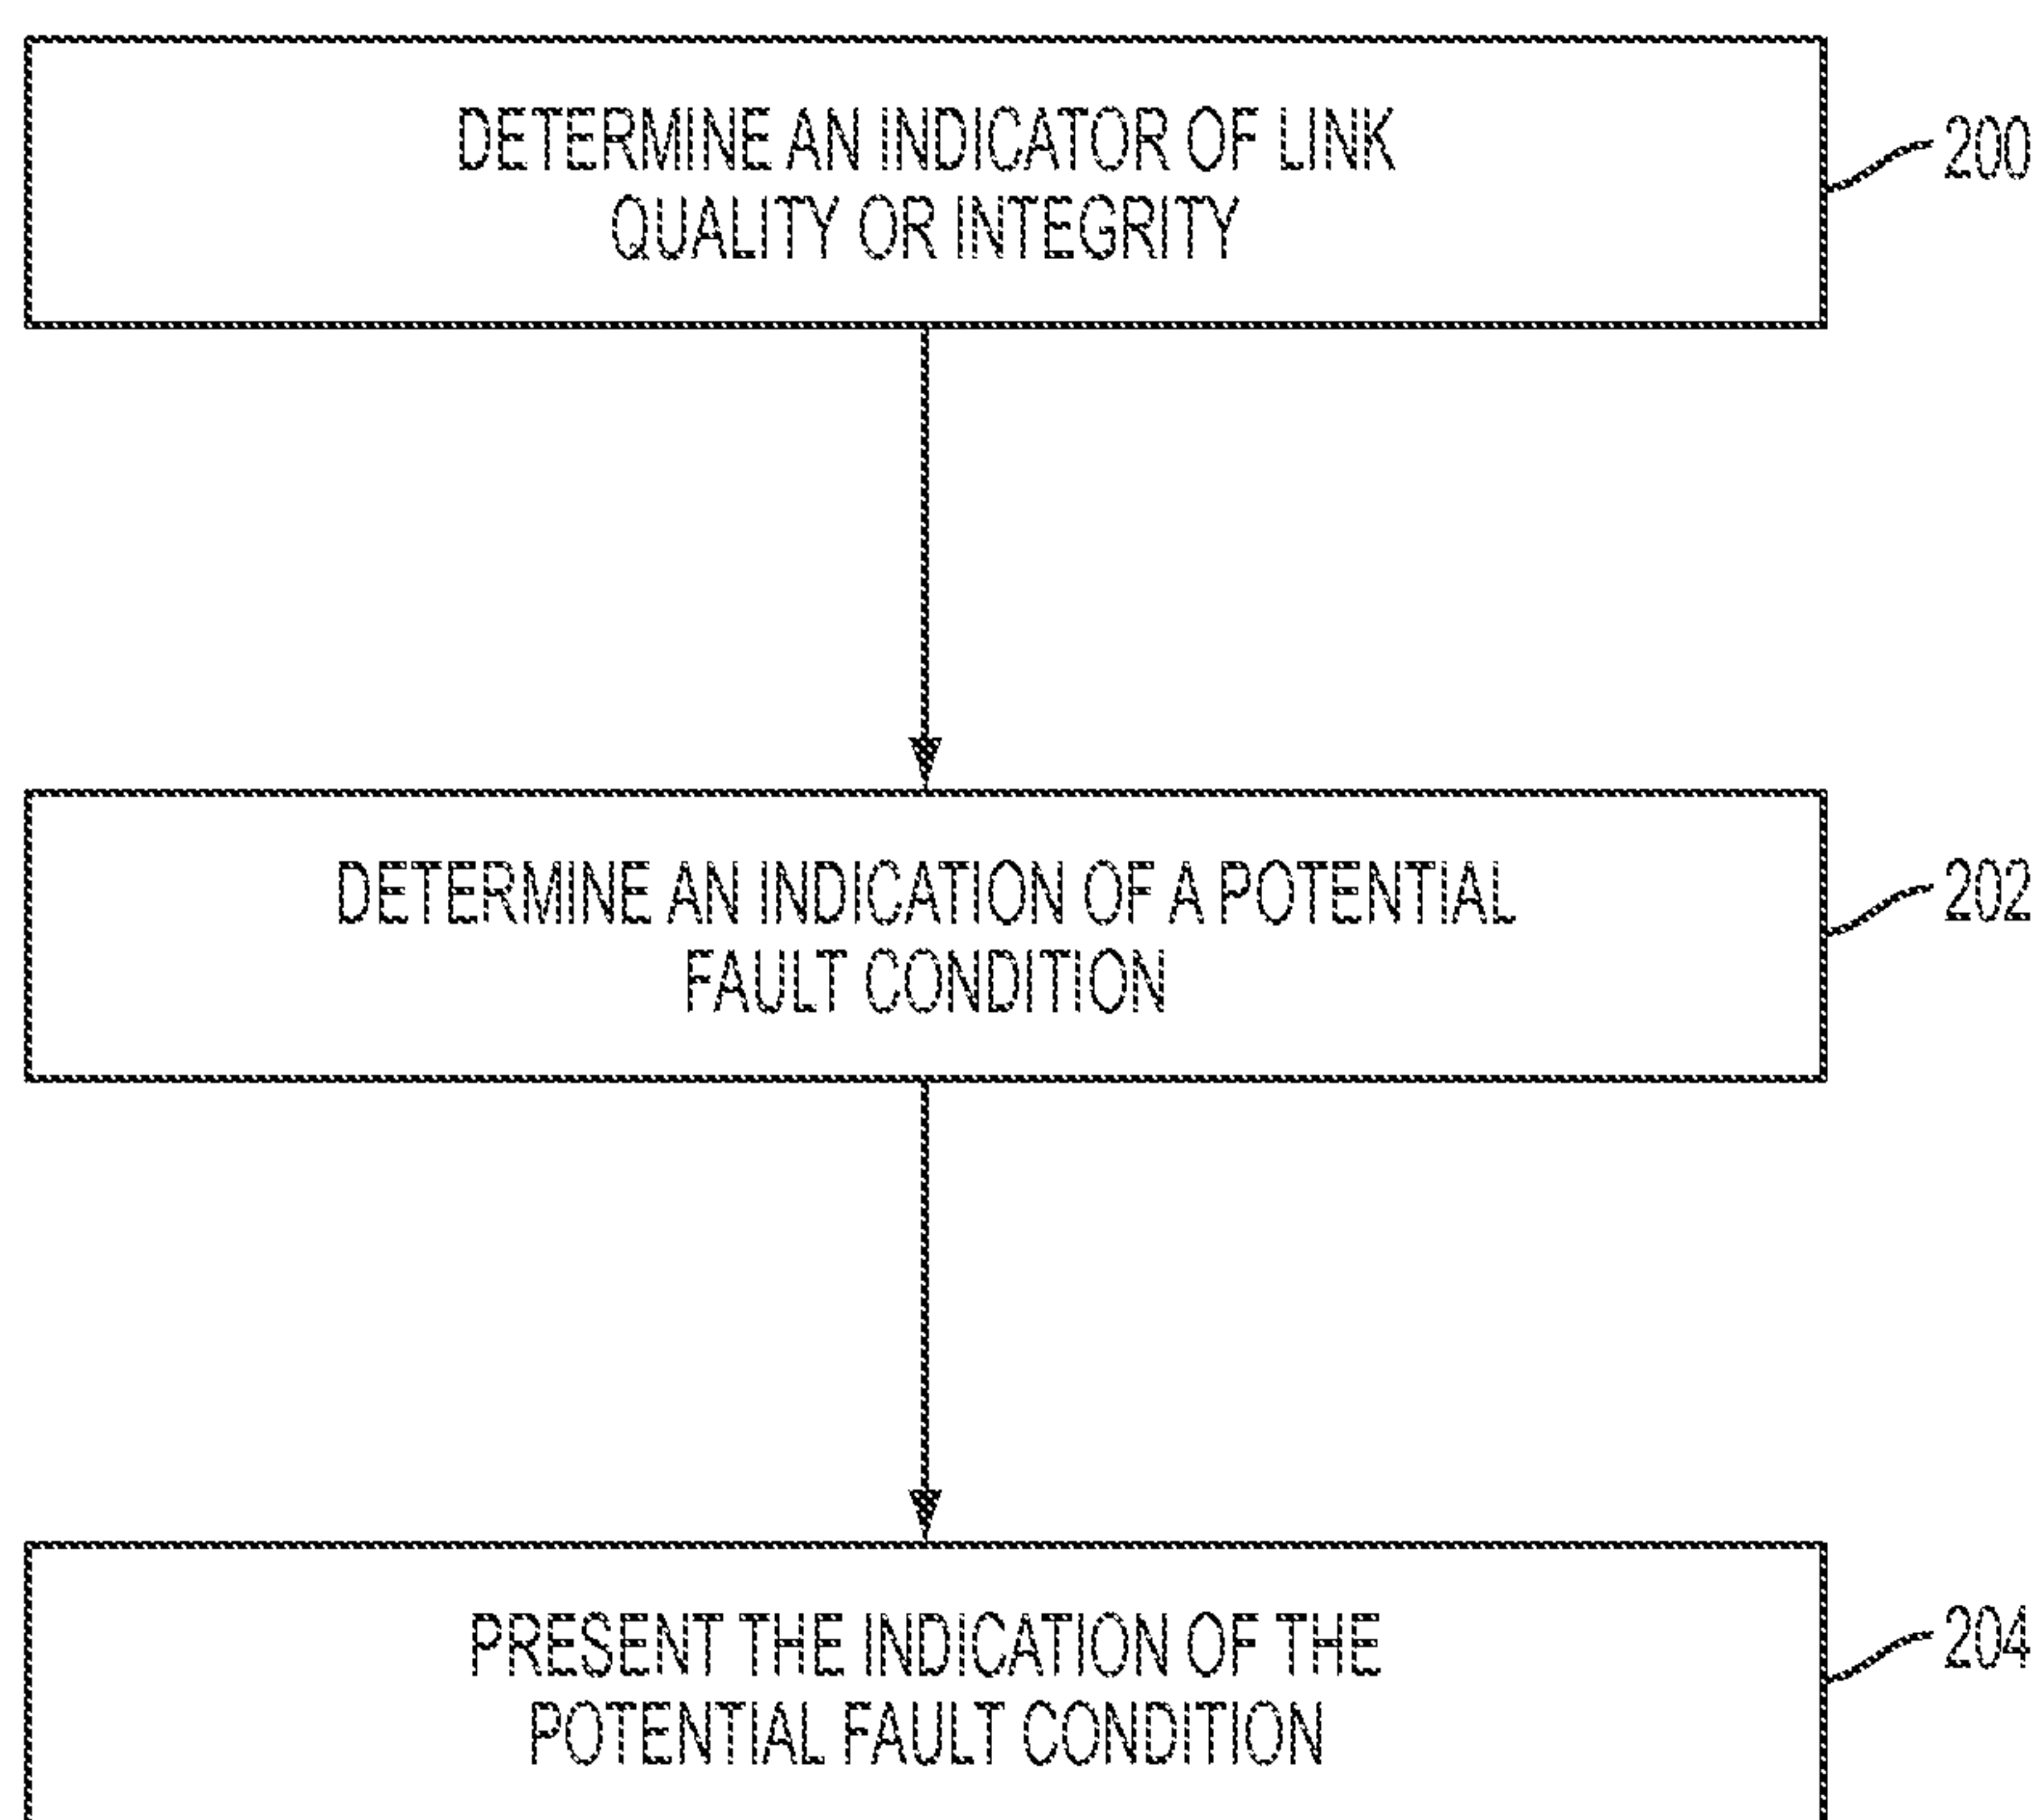 DETERMINE AN INDICATOR OF LINK
QUALITY OR INTEGRITY
200
DETERMINE AN INDICATION OF A POTENTIAL
FAULT CONDITION
202
PRESENT THE INDICATION OF THE
POTENTIAL FAULT CONDITION
204